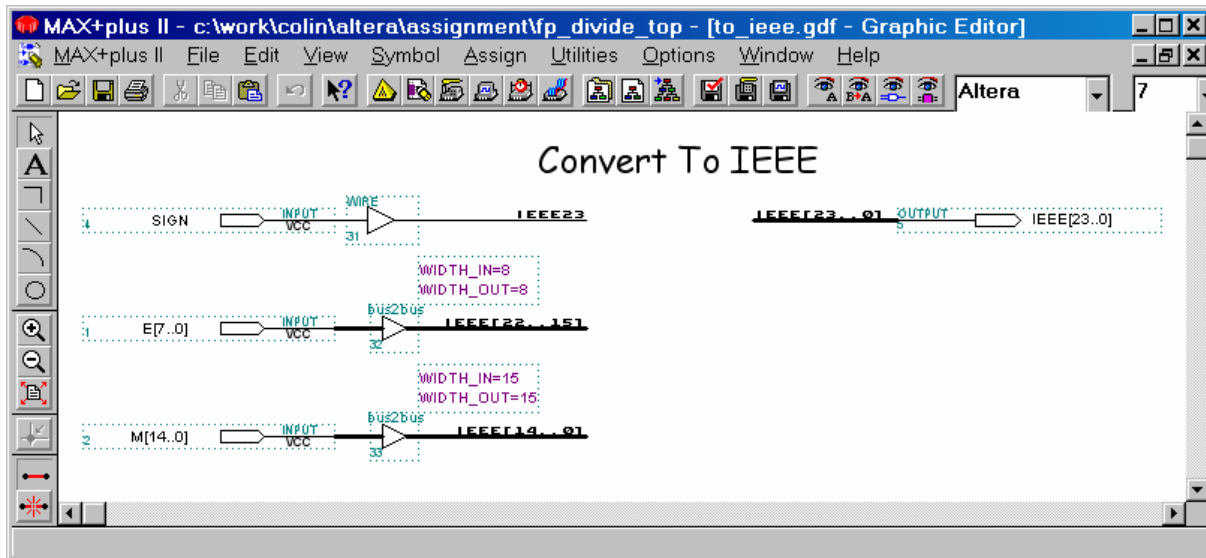 MAX+plus II - c:\work\colin\altera\assignment\fp_divide_top - [to_ieee.gdf - Graphic Editor]
MAX+plus II File Edit View Symbol Assign Utilities Options Window Help
Altera 7
Convert To IEEE
WIRE
4 SIGN INPUT VCC 31 IEEE23
IEEE[23..0] OUTPUT 5 IEEE[23..0]
WIDTH_IN=8
WIDTH_OUT=8
bus2bus
1 E[7..0] INPUT VCC 32 IEEE[22..15]
WIDTH_IN=15
WIDTH_OUT=15
bus2bus
2 M[14..0] INPUT VCC 33 IEEE[14..0]